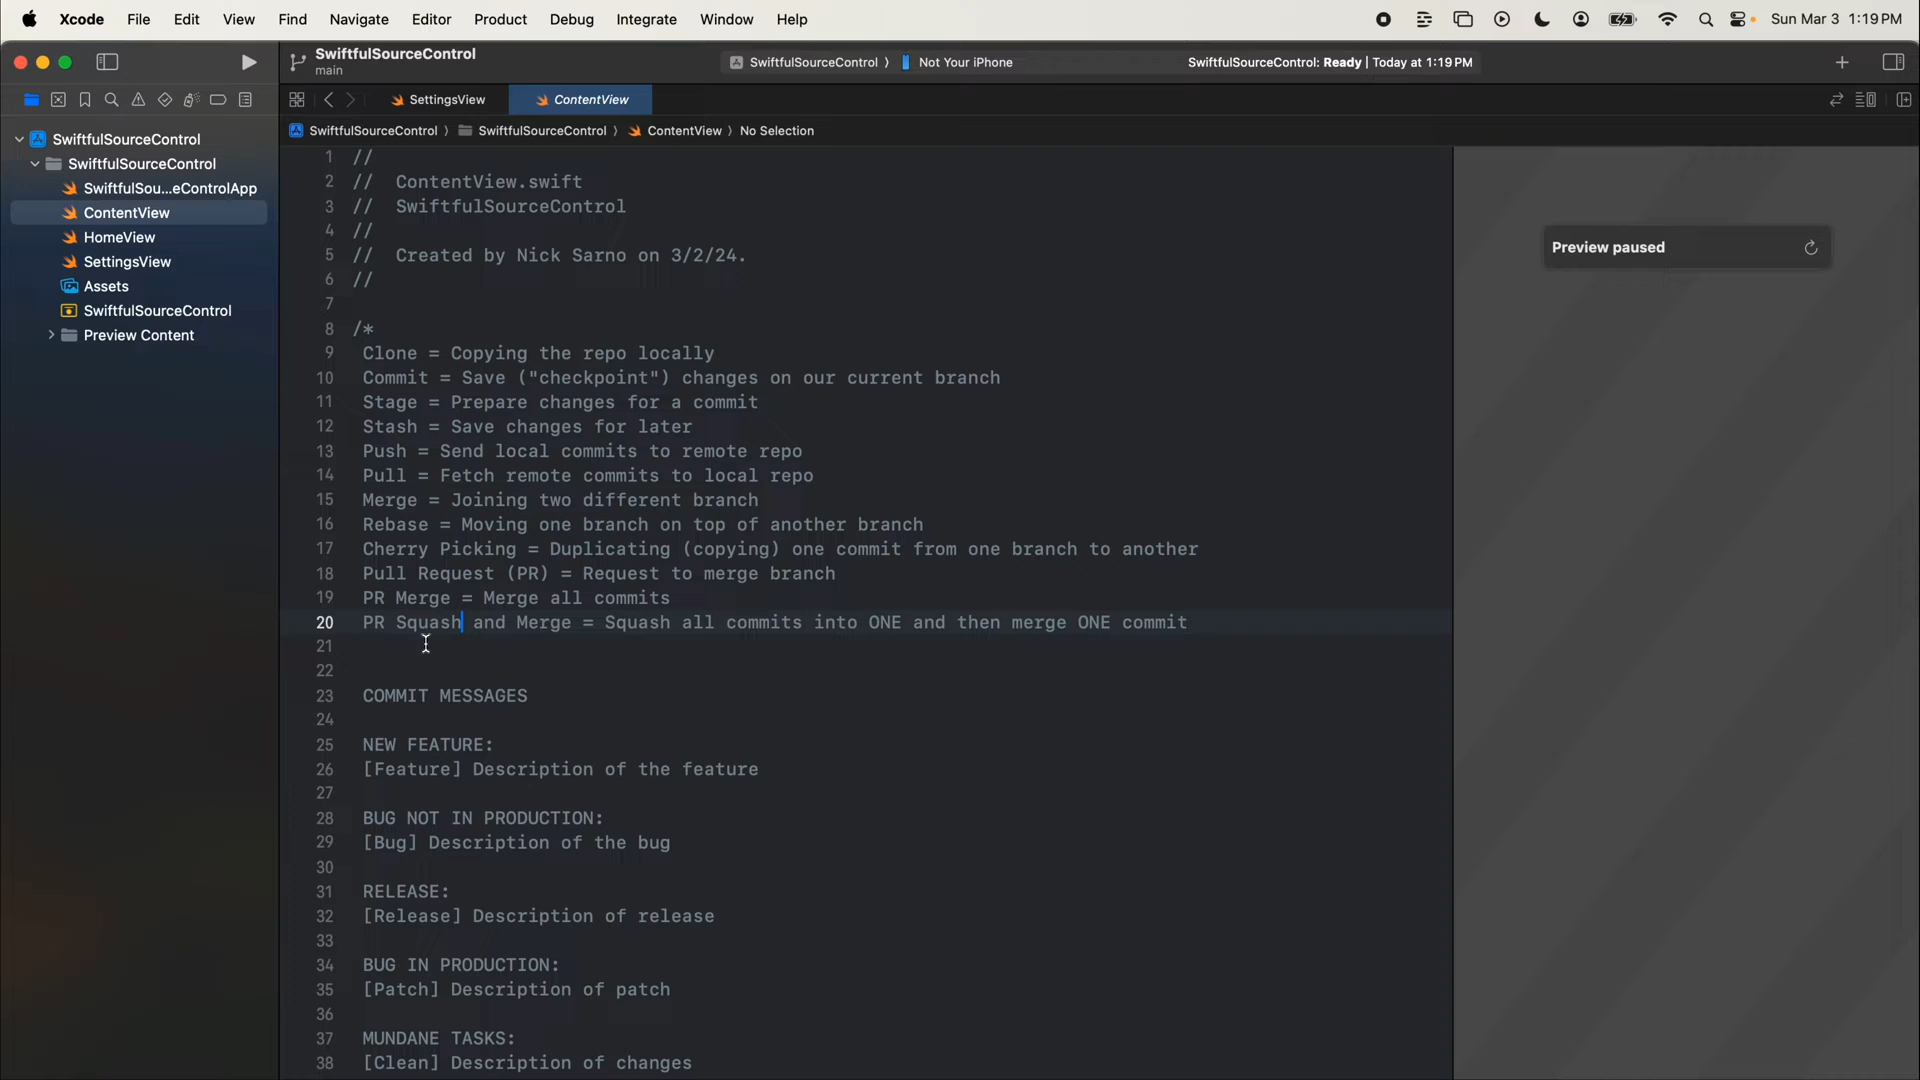 Xcode File Edit View Find Navigate Editor Product Debug Integrate Window Help Sun Mar 3 1:19 PM
SwiftfulSourceControl
main
SwiftfulSourceControl ⟩ Not Your iPhone
SwiftfulSourceControl: Ready | Today at 1:19 PM
SettingsView
ContentView
SwiftfulSourceControl ⟩ SwiftfulSourceControl ⟩ ContentView ⟩ No Selection
SwiftfulSourceControl
SwiftfulSourceControl
SwiftfulSou...eControlApp
ContentView
HomeView
SettingsView
Assets
SwiftfulSourceControl
Preview Content
1 //
2 // ContentView.swift
3 // SwiftfulSourceControl
4 //
5 // Created by Nick Sarno on 3/2/24.
6 //
7
8 /*
9 Clone = Copying the repo locally
10 Commit = Save ("checkpoint") changes on our current branch
11 Stage = Prepare changes for a commit
12 Stash = Save changes for later
13 Push = Send local commits to remote repo
14 Pull = Fetch remote commits to local repo
15 Merge = Joining two different branch
16 Rebase = Moving one branch on top of another branch
17 Cherry Picking = Duplicating (copying) one commit from one branch to another
18 Pull Request (PR) = Request to merge branch
19 PR Merge = Merge all commits
20 PR Squash and Merge = Squash all commits into ONE and then merge ONE commit
21
22
23 COMMIT MESSAGES
24
25 NEW FEATURE:
26 [Feature] Description of the feature
27
28 BUG NOT IN PRODUCTION:
29 [Bug] Description of the bug
30
31 RELEASE:
32 [Release] Description of release
33
34 BUG IN PRODUCTION:
35 [Patch] Description of patch
36
37 MUNDANE TASKS:
38 [Clean] Description of changes
Preview paused